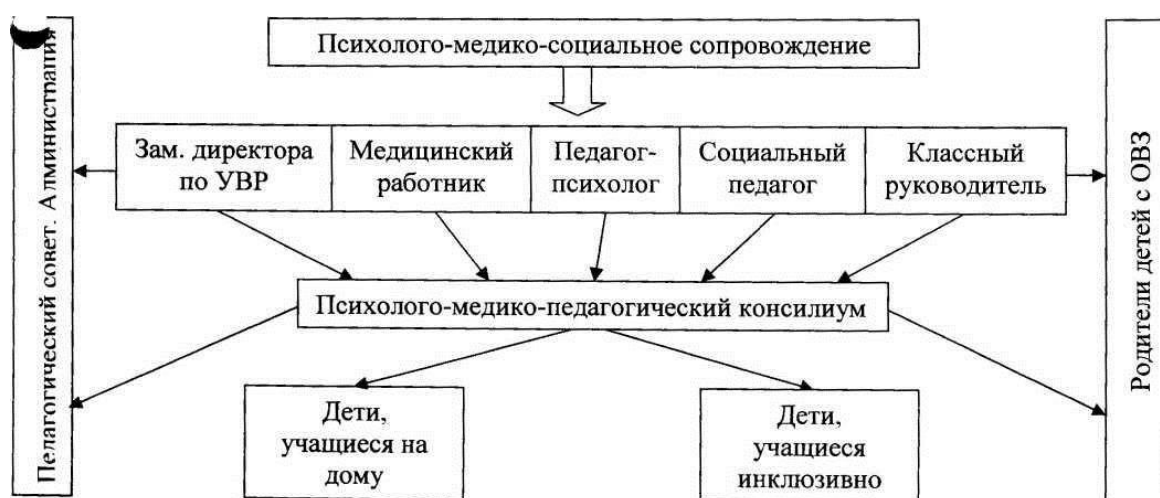 Психолого-медико-социальное сопровождение
Зам. директора
по УВР
Медицинский
работник
Педагог-
психолог
Социальный
педагог
Классный
руководитель
Психолого-медико-педагогический консилиум
Дети,
учащиеся на
дому
Дети,
учащиеся
инклюзивно
Педагогический совет. Администрация
Родители детей с ОВЗ